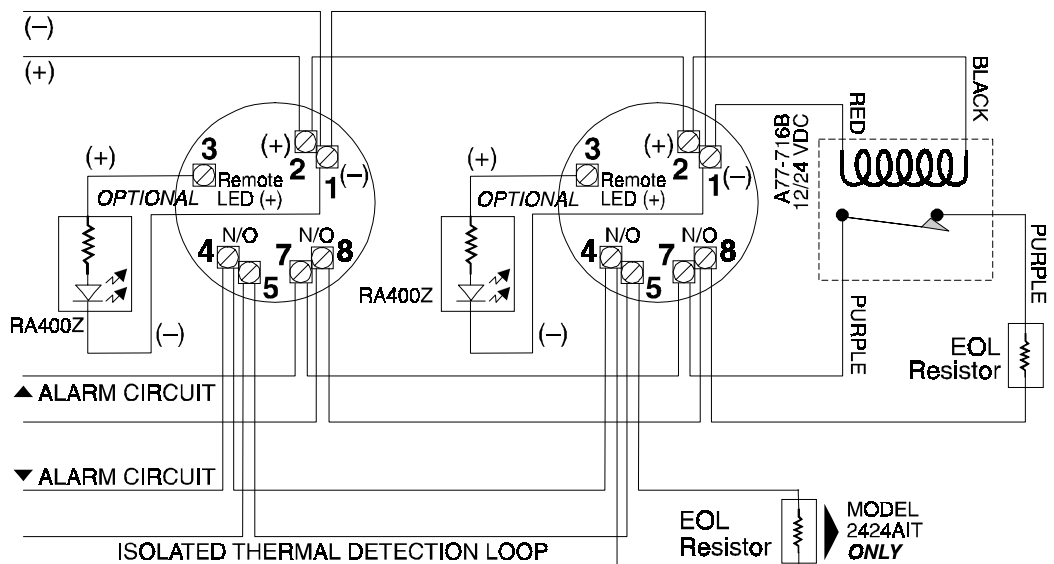 (–)
(+)
BLACK
RED
A77-716B
12/24 VDC
(+)
3
(+)
2
1
(–)
OPTIONAL
Remote
LED (+)
N/O
N/O
4
5
7
8
RA400Z
(–)
(+)
3
(+)
2
1
(–)
OPTIONAL
Remote
LED (+)
N/O
N/O
4
5
7
8
RA400Z
(–)
PURPLE
PURPLE
EOL
Resistor
▲ ALARM CIRCUIT
▼ ALARM CIRCUIT
ISOLATED THERMAL DETECTION LOOP
EOL
Resistor
MODEL
2424AIT
ONLY